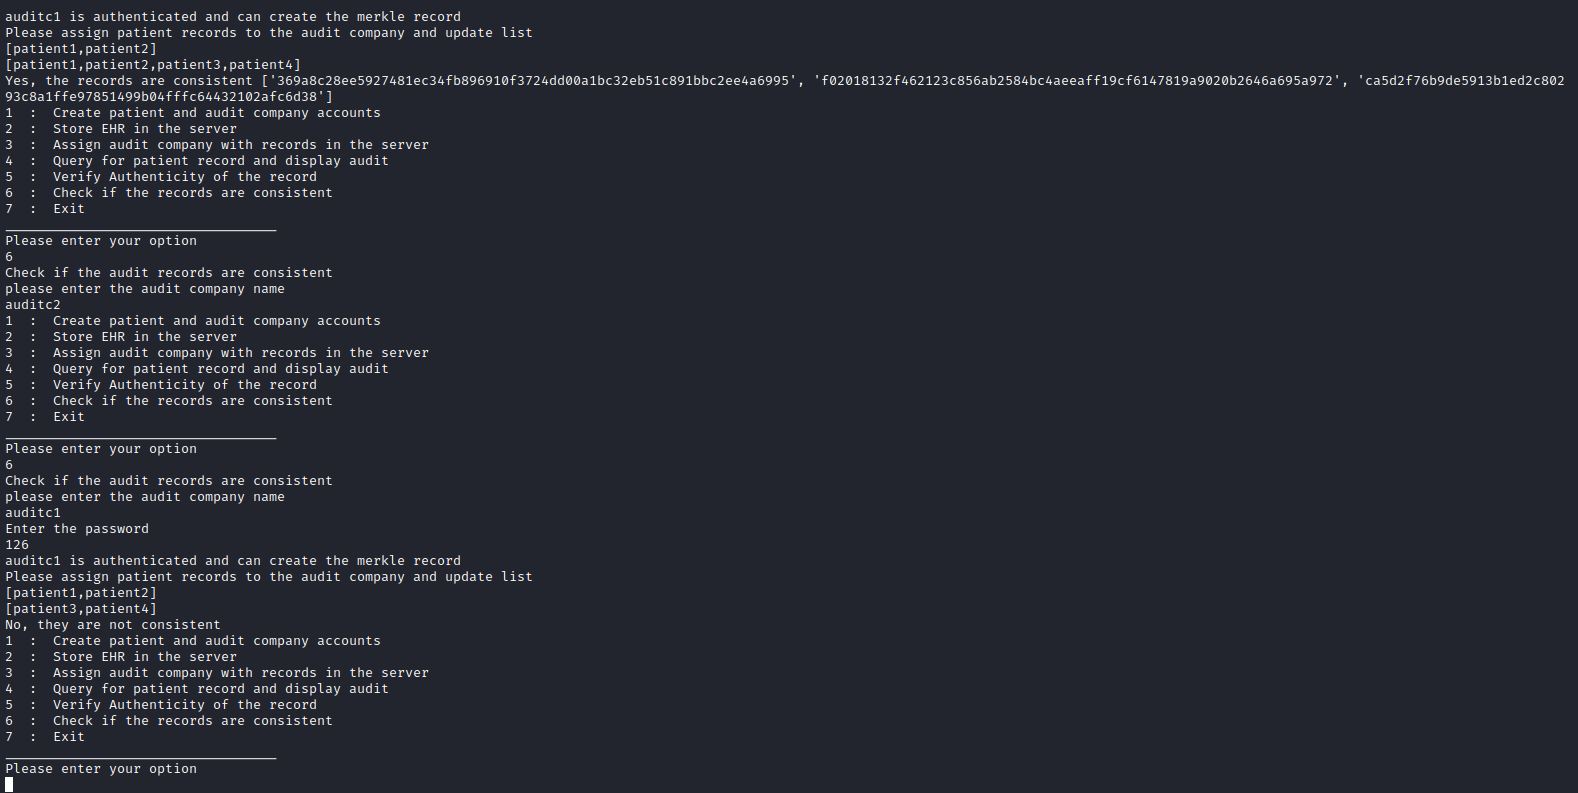 auditc1 is authenticated and can create the merkle record
Please assign patient records to the audit company and update list
[patient1,patient2]
[patient1,patient2,patient3,patient4]
Yes, the records are consistent ['369a8c28ee5927481ec34fb896910f3724dd00a1bc32eb51c891bbc2ee4a6995', 'f02018132f462123c856ab2584bc4aeeaff19cf6147819a9020b2646a695a972', 'ca5d2f76b9de5913b1ed2c802
93c8a1ffe97851499b04fffc64432102afc6d38']
1  :  Create patient and audit company accounts
2  :  Store EHR in the server
3  :  Assign audit company with records in the server
4  :  Query for patient record and display audit
5  :  Verify Authenticity of the record
6  :  Check if the records are consistent
7  :  Exit
__________________________________
Please enter your option
6
Check if the audit records are consistent
please enter the audit company name
auditc2
1  :  Create patient and audit company accounts
2  :  Store EHR in the server
3  :  Assign audit company with records in the server
4  :  Query for patient record and display audit
5  :  Verify Authenticity of the record
6  :  Check if the records are consistent
7  :  Exit
__________________________________
Please enter your option
6
Check if the audit records are consistent
please enter the audit company name
auditc1
Enter the password
126
auditc1 is authenticated and can create the merkle record
Please assign patient records to the audit company and update list
[patient1,patient2]
[patient3,patient4]
No, they are not consistent
1  :  Create patient and audit company accounts
2  :  Store EHR in the server
3  :  Assign audit company with records in the server
4  :  Query for patient record and display audit
5  :  Verify Authenticity of the record
6  :  Check if the records are consistent
7  :  Exit
__________________________________
Please enter your option